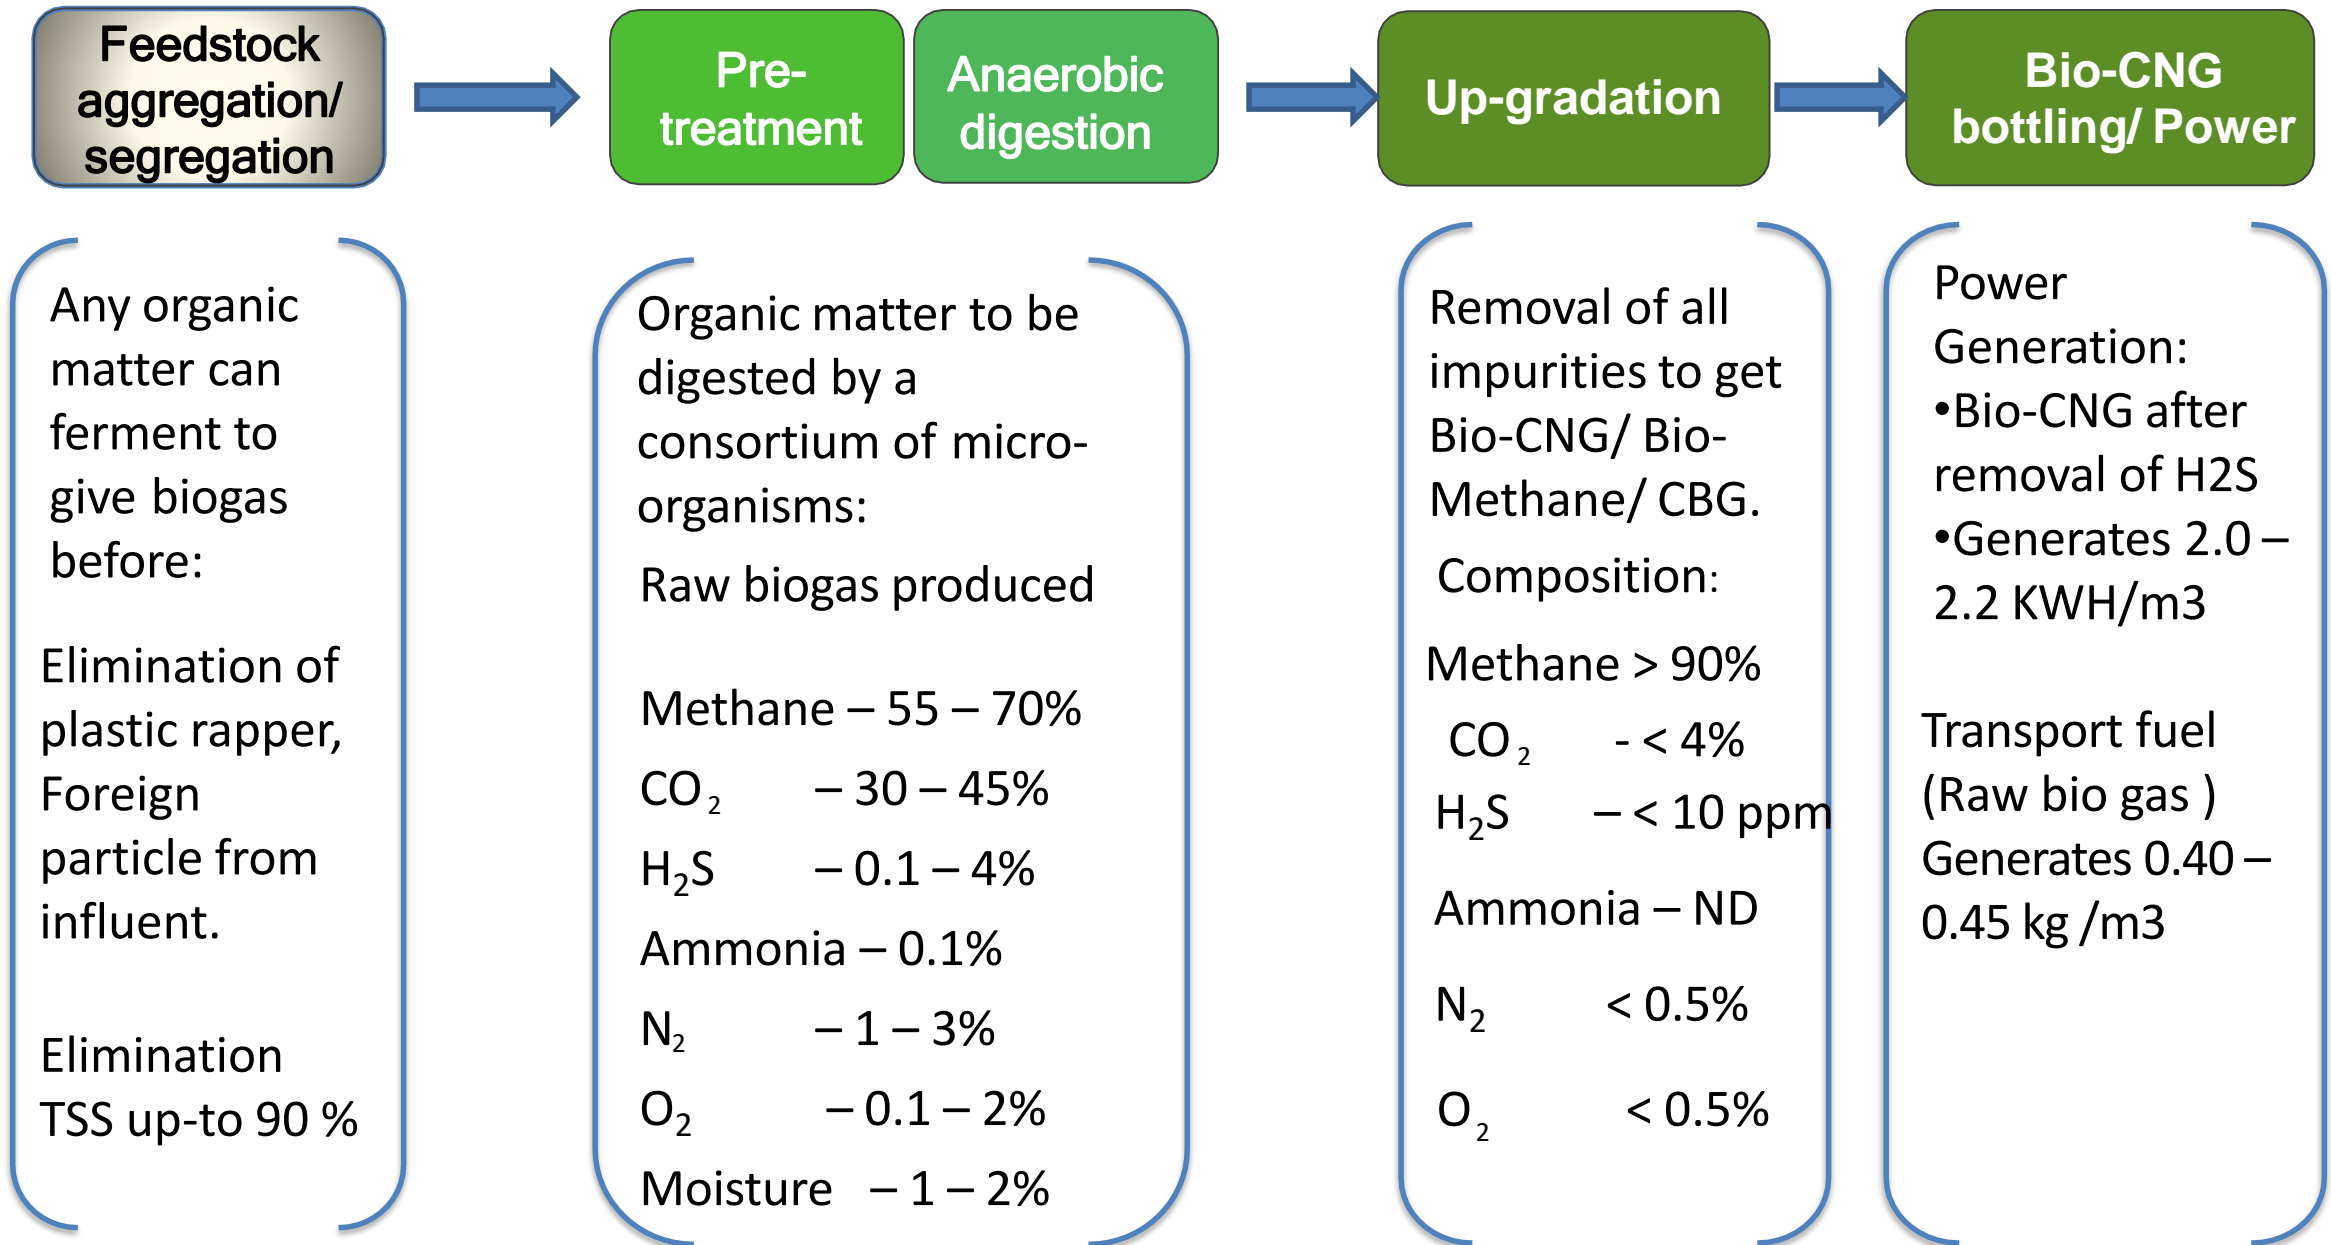 Feedstock
aggregation/
segregation
Pre-
treatment
Anaerobic
digestion
Up-gradation
Bio-CNG
bottling/ Power
Any organic
matter can
ferment to
give biogas
before:
Elimination of
plastic rapper,
Foreign
particle from
influent.
Elimination
TSS up-to 90 %
Organic matter to be
digested by a
consortium of micro-
organisms:
Raw biogas produced
Methane – 55 – 70%
CO₂ – 30 – 45%
H₂S – 0.1 – 4%
Ammonia – 0.1%
N₂ – 1 – 3%
O₂ – 0.1 – 2%
Moisture – 1 – 2%
Removal of all
impurities to get
Bio-CNG/ Bio-
Methane/ CBG.
Composition:
Methane > 90%
CO₂ - < 4%
H₂S – < 10 ppm
Ammonia – ND
N₂ < 0.5%
O₂ < 0.5%
Power
Generation:
•Bio-CNG after
removal of H2S
•Generates 2.0 –
2.2 KWH/m3
Transport fuel
(Raw bio gas )
Generates 0.40 –
0.45 kg /m3